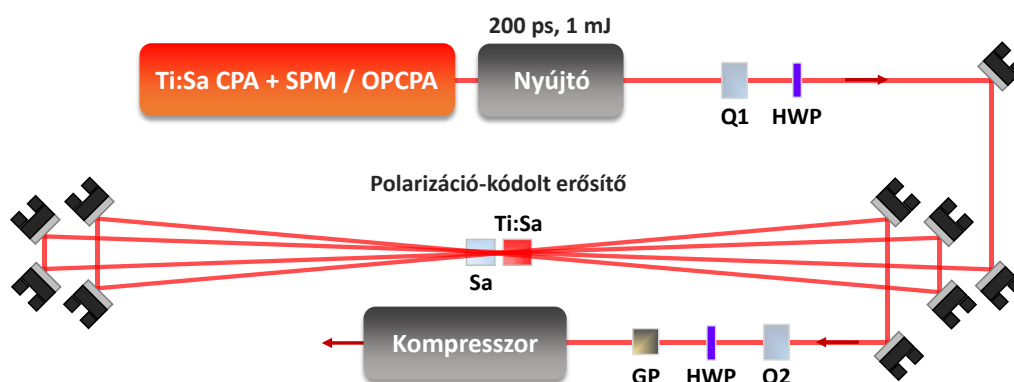 200 ps, 1 mJ
Ti:Sa CPA + SPM / OPCPA
Nyújtó
Q1
HWP
Polarizáció-kódolt erősítő
Ti:Sa
Sa
Kompresszor
GP
HWP
Q2